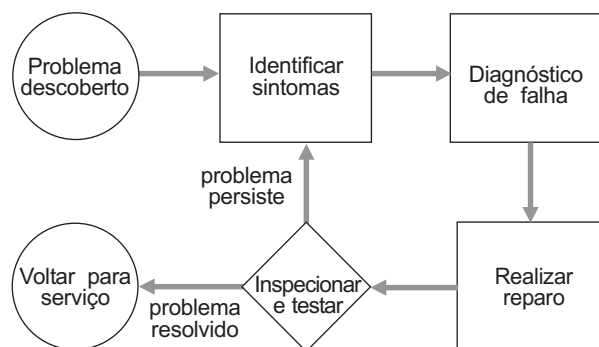 Problema
descoberto
Identificar
sintomas
Diagnóstico
de falha
problema
persiste
Voltar para
serviço
problema
resolvido
Inspecionar
e testar
Realizar
reparo